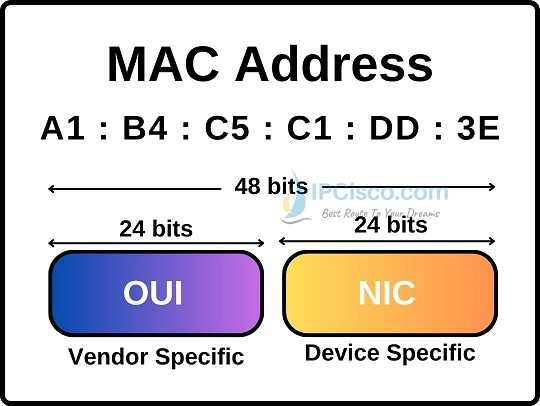 MAC Address
A1 : B4 : C5 : C1 : DD : 3E
48 bits
IPCisco.com
Best Route To Your Dreams
24 bits
24 bits
OUI
NIC
Vendor Specific
Device Specific